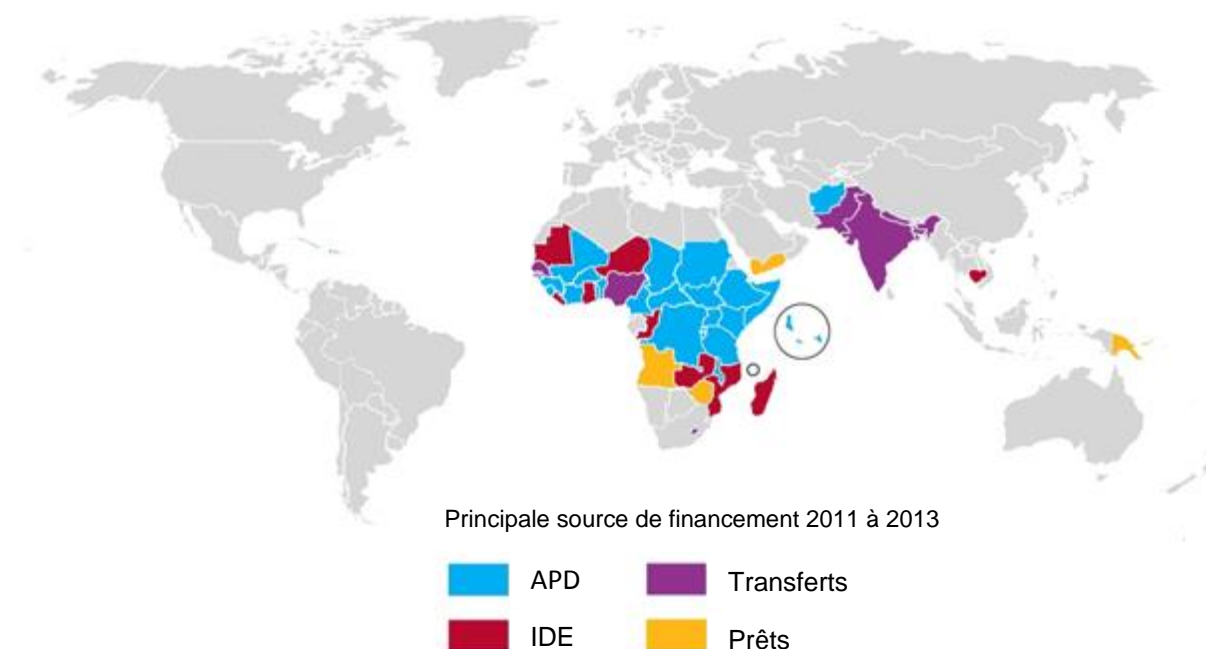 Principale source de financement 2011 à 2013
APD
Transferts
IDE
Prêts